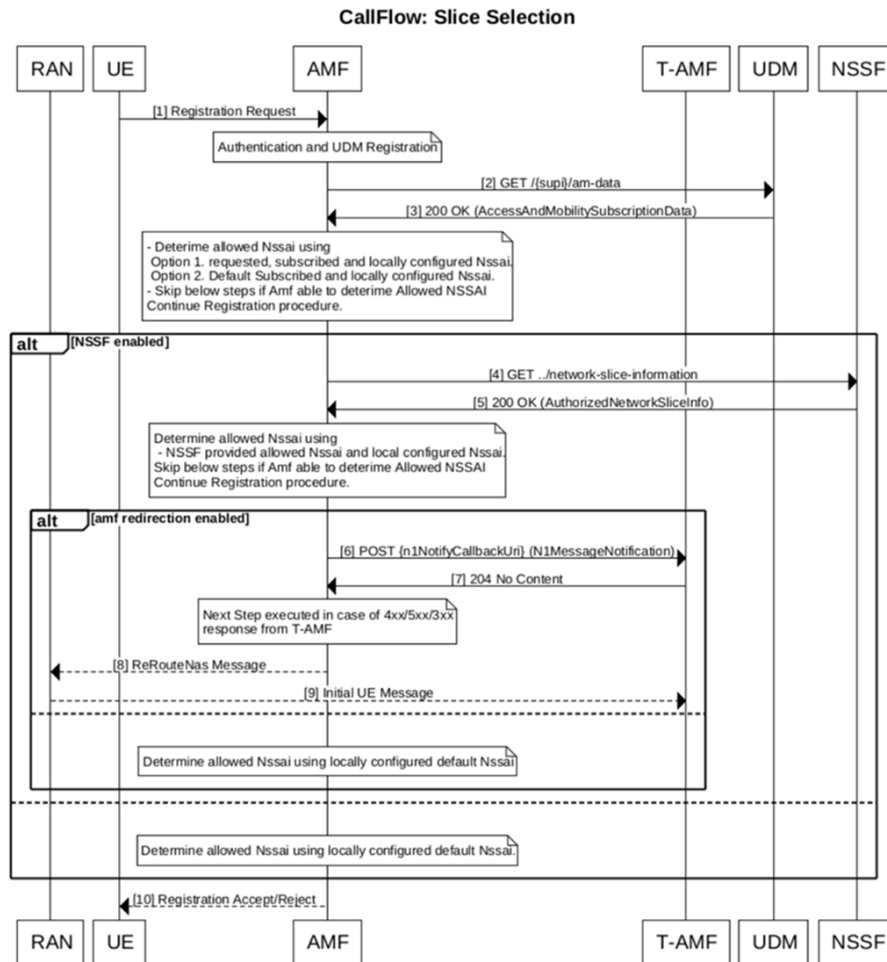 CallFlow: Slice Selection
RAN UE AMF T-AMF UDM NSSF
[1] Registration Request
Authentication and UDM Registration
[2] GET /{supi}/am-data
[3] 200 OK (AccessAndMobilitySubscriptionData)
- Deterime allowed Nssai using
Option 1. requested, subscribed and locally configured Nssai.
Option 2. Default Subscribed and locally configured Nssai.
- Skip below steps if Amf able to deterime Allowed NSSAI
Continue Registration procedure.
alt [NSSF enabled]
[4] GET ../network-slice-information
[5] 200 OK (AuthorizedNetworkSliceInfo)
Determine allowed Nssai using
- NSSF provided allowed Nssai and local configured Nssai.
Skip below steps if Amf able to deterime Allowed NSSAI
Continue Registration procedure.
alt [amf redirection enabled]
[6] POST {n1NotifyCallbackUri} (N1MessageNotification)
[7] 204 No Content
Next Step executed in case of 4xx/5xx/3xx
response from T-AMF
[8] ReRouteNas Message
[9] Initial UE Message
Determine allowed Nssai using locally configured default Nssai
Determine allowed Nssai using locally configured default Nssai.
[10] Registration Accept/Reject
RAN UE AMF T-AMF UDM NSSF